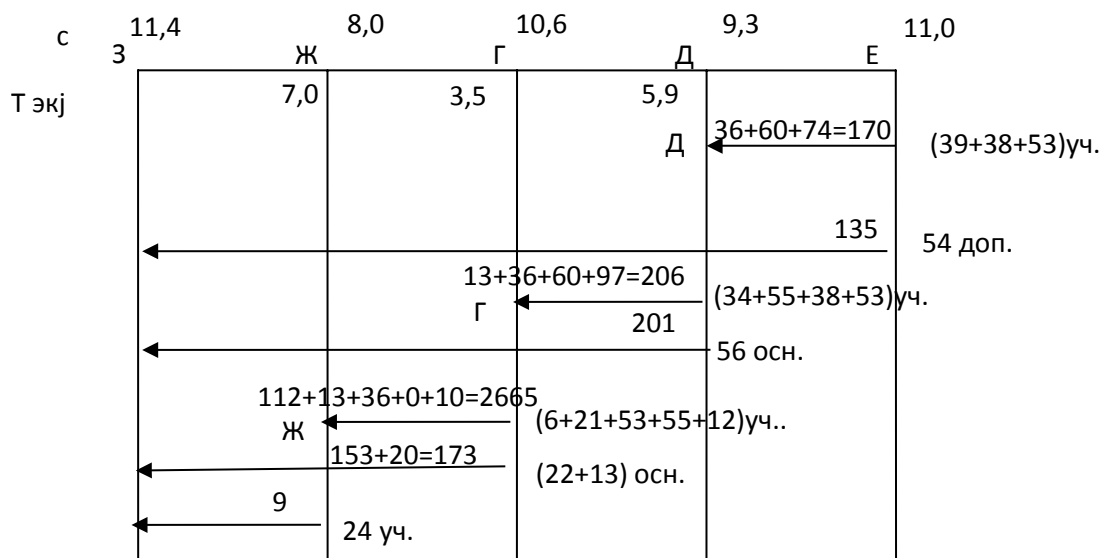 с 11,4 8,0 10,6 9,3 11,0
З Ж Г Д Е
Т экј 7,0 3,5 5,9
Д 36+60+74=170 (39+38+53)уч.
135 54 доп.
13+36+60+97=206
Г (34+55+38+53)уч.
201 56 осн.
112+13+36+0+10=2665
Ж (6+21+53+55+12)уч..
153+20=173 (22+13) осн.
9 24 уч.